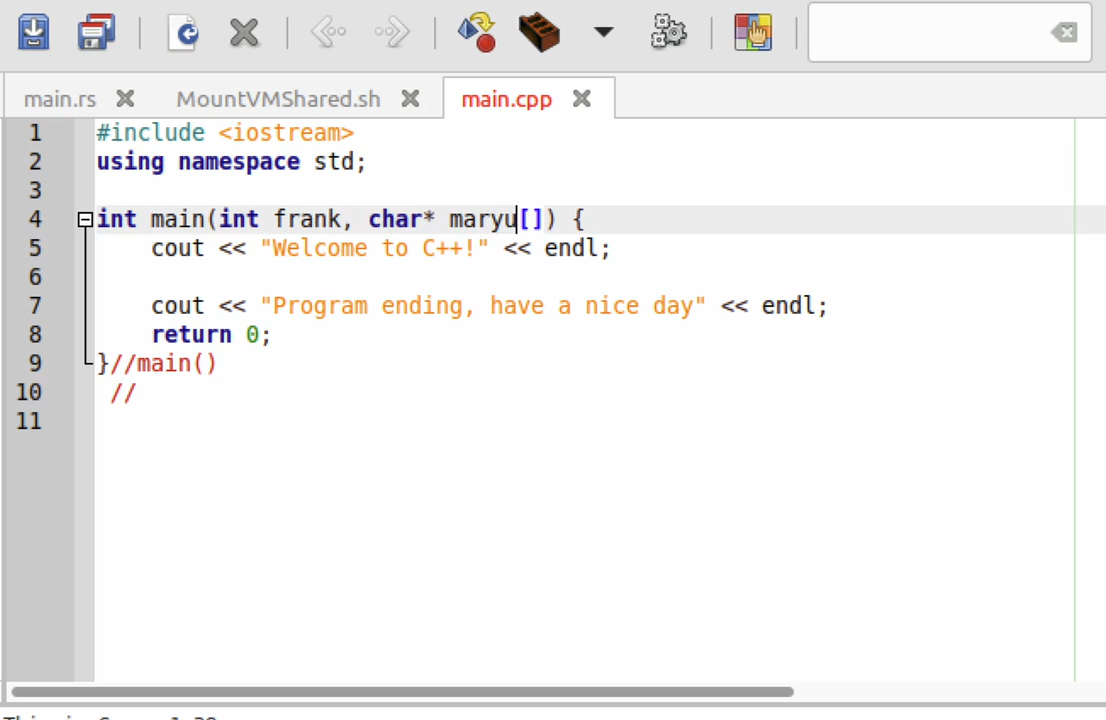 main.rs MountVMShared.sh main.cpp
1 #include <iostream>
2 using namespace std;
3
4 int main(int frank, char* maryu[]) {
5 cout << "Welcome to C++!" << endl;
6
7 cout << "Program ending, have a nice day" << endl;
8 return 0;
9 }//main()
10 //
11